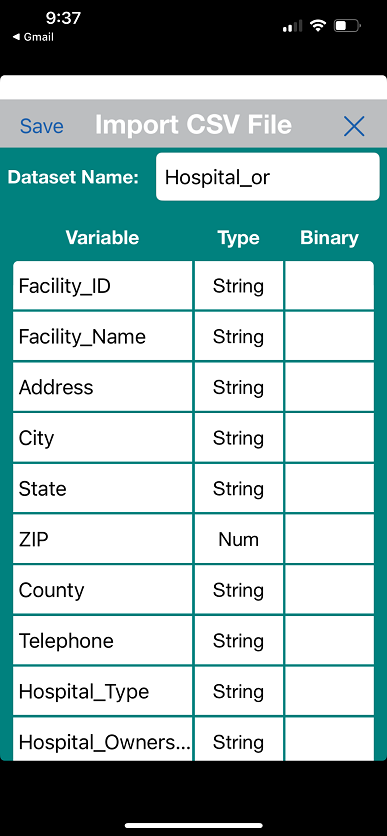 9:37
◀ Gmail
Save Import CSV File ✕
Dataset Name: Hospital_or
Variable Type Binary
Facility_ID String
Facility_Name String
Address String
City String
State String
ZIP Num
County String
Telephone String
Hospital_Type String
Hospital_Owners... String